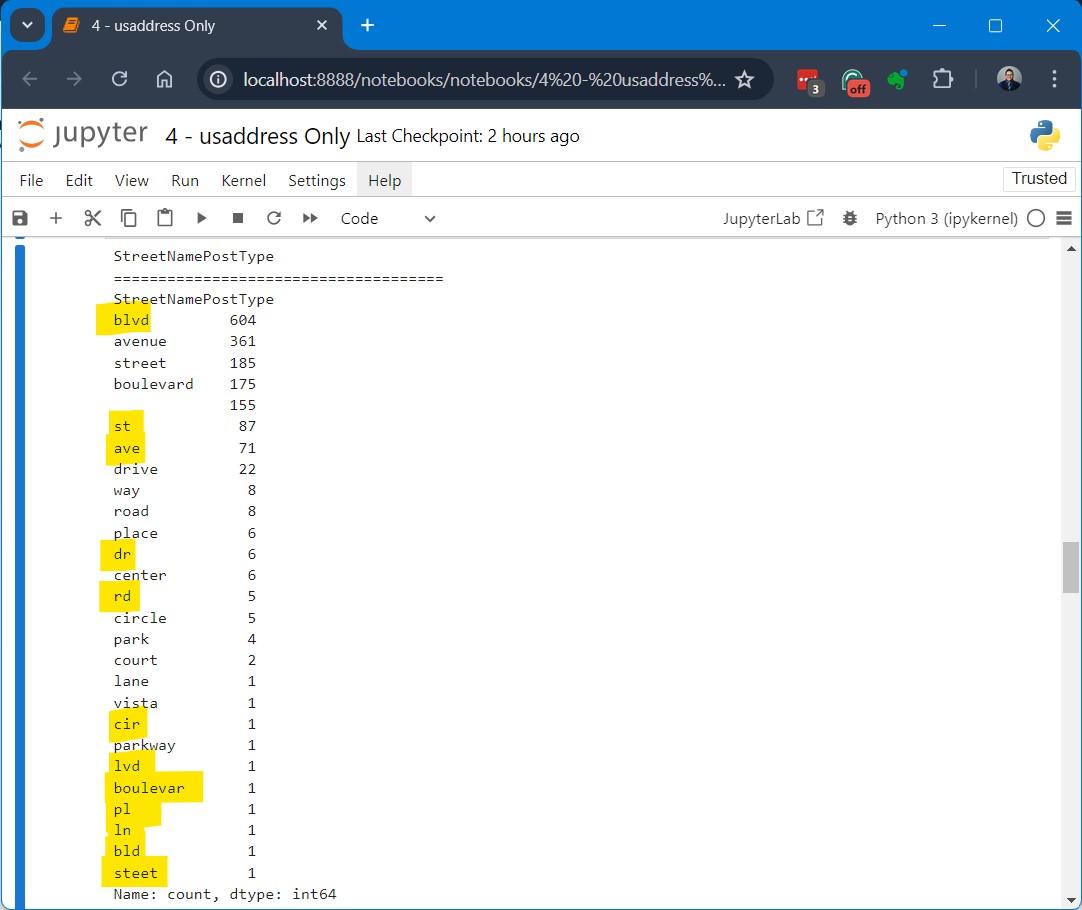 4 - usaddress Only
localhost:8888/notebooks/notebooks/4%20-%20usaddress%...
3
off
jupyter 4 - usaddress Only Last Checkpoint: 2 hours ago
File Edit View Run Kernel Settings Help Trusted
Code JupyterLab Python 3 (ipykernel)
StreetNamePostType
=====================================
StreetNamePostType
blvd 604
avenue 361
street 185
boulevard 175
155
st 87
ave 71
drive 22
way 8
road 8
place 6
dr 6
center 6
rd 5
circle 5
park 4
court 2
lane 1
vista 1
cir 1
parkway 1
lvd 1
boulevar 1
pl 1
ln 1
bld 1
steet 1
Name: count, dtype: int64